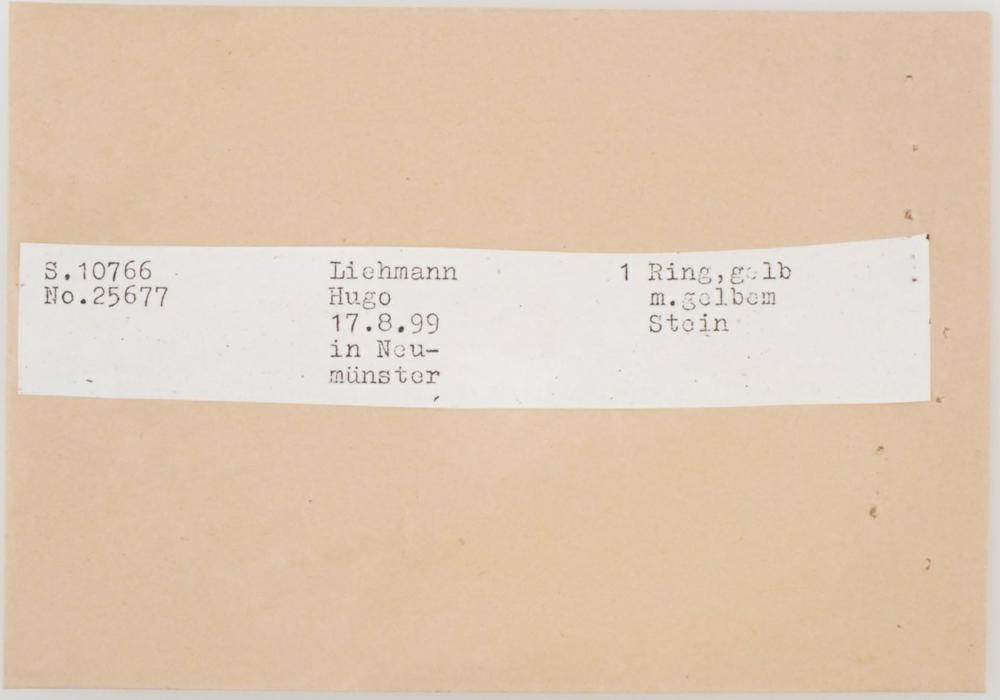 S.10766
No.25677
Liehmann
Hugo
17.8.99
in Neu-
münster
1 Ring,gelb
m.gelbem
Stein